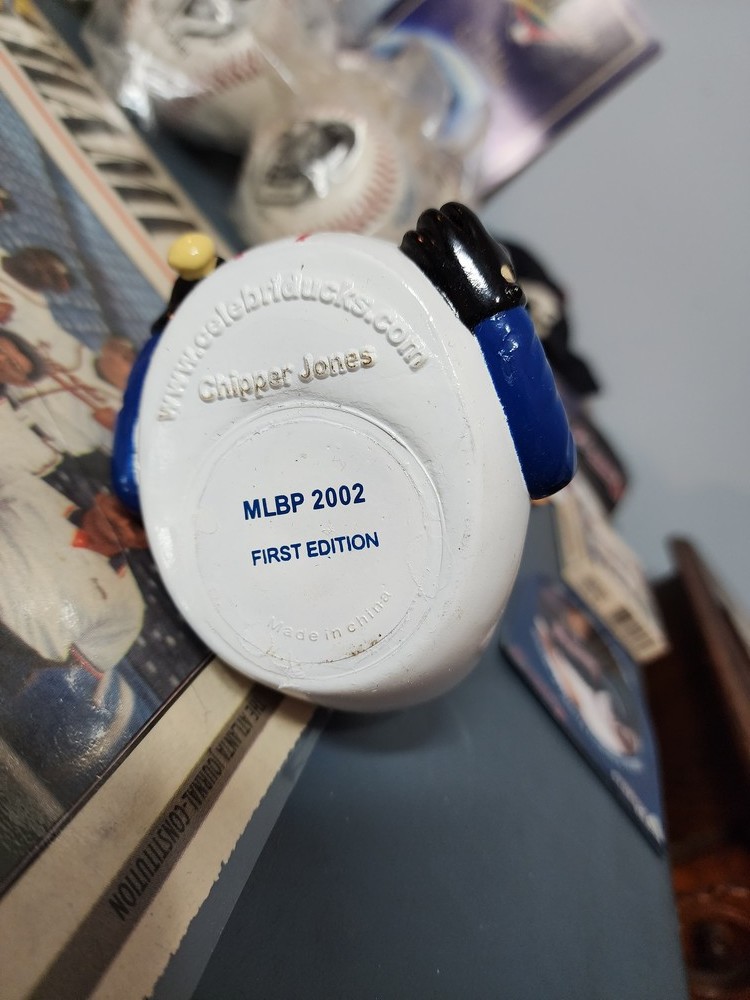 www.celebriducks.com
Chipper Jones
MLBP 2002
FIRST EDITION
Made in china
THE ATLANTA JOURNAL-CONSTITUTION